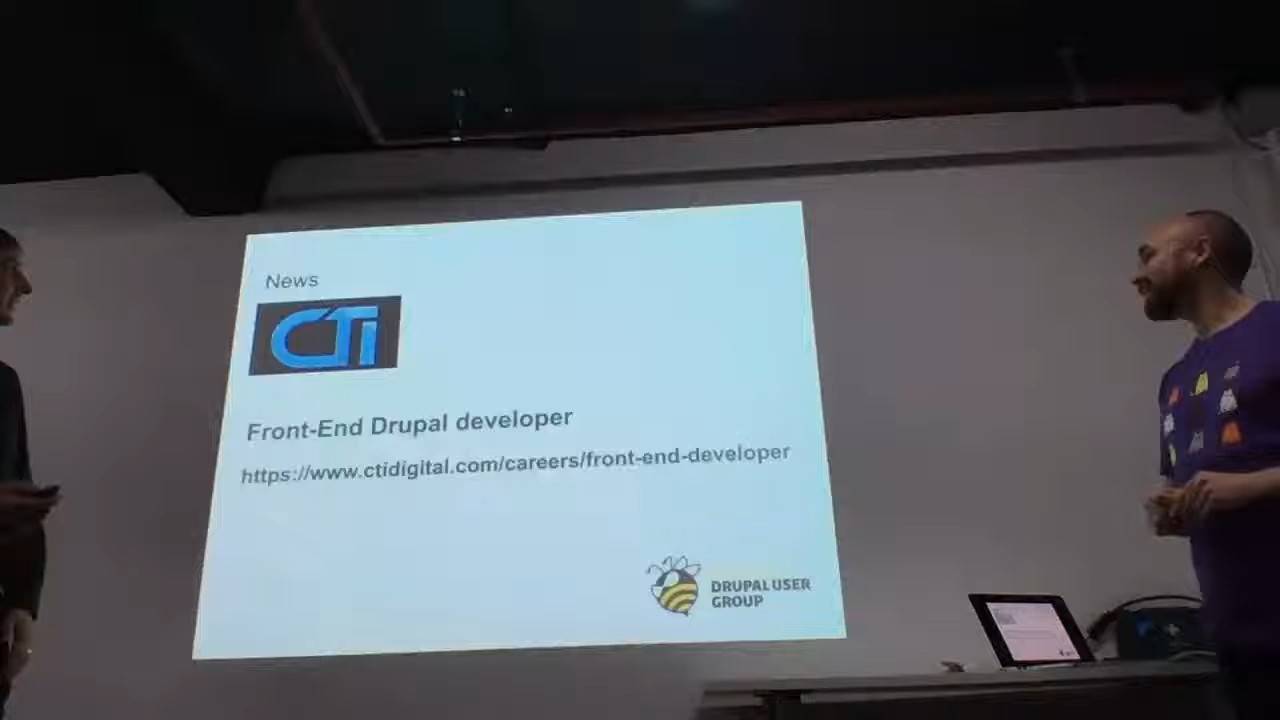 News
CTi
Front-End Drupal developer
https://www.ctidigital.com/careers/front-end-developer
DRUPAL USER
GROUP